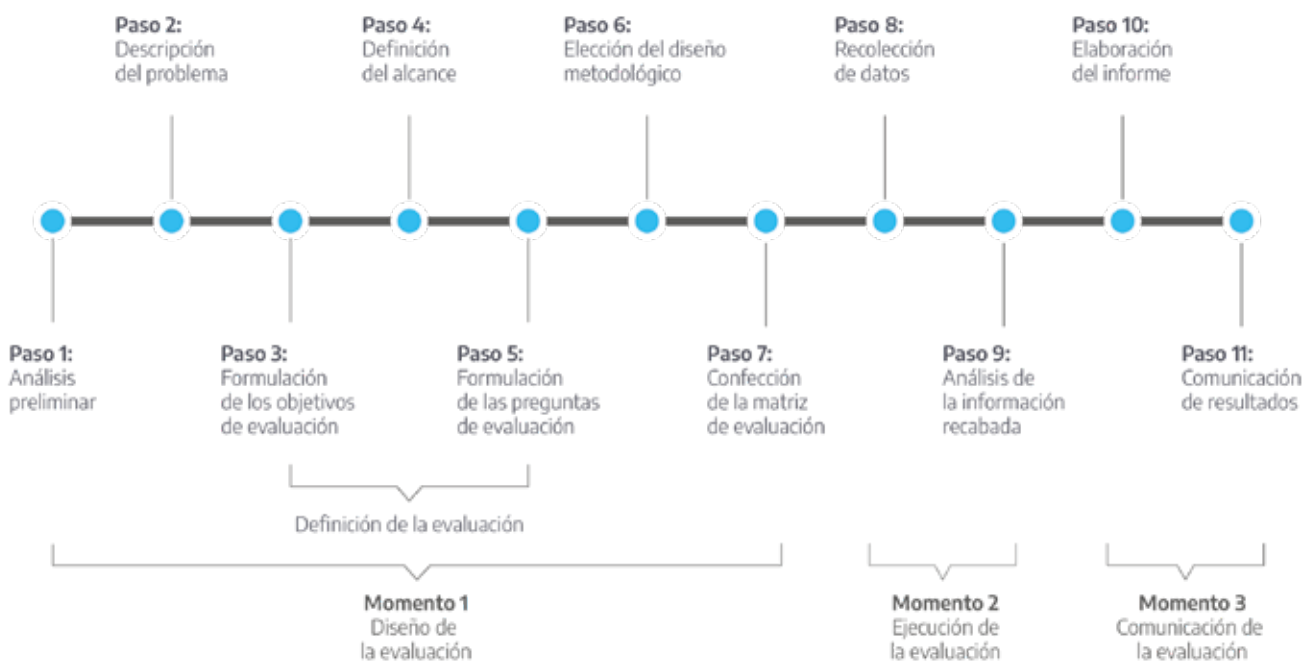 Paso 2:
Descripción
del problema
Paso 4:
Definición
del alcance
Paso 6:
Elección del diseño
metodológico
Paso 8:
Recolección
de datos
Paso 10:
Elaboración
del informe
Paso 1:
Análisis
preliminar
Paso 3:
Formulación
de los objetivos
de evaluación
Paso 5:
Formulación
de las preguntas
de evaluación
Paso 7:
Confección
de la matriz
de evaluación
Paso 9:
Análisis de
la información
recabada
Paso 11:
Comunicación
de resultados
Definición de la evaluación
Momento 1
Diseño de
la evaluación
Momento 2
Ejecución de
la evaluación
Momento 3
Comunicación de
la evaluación